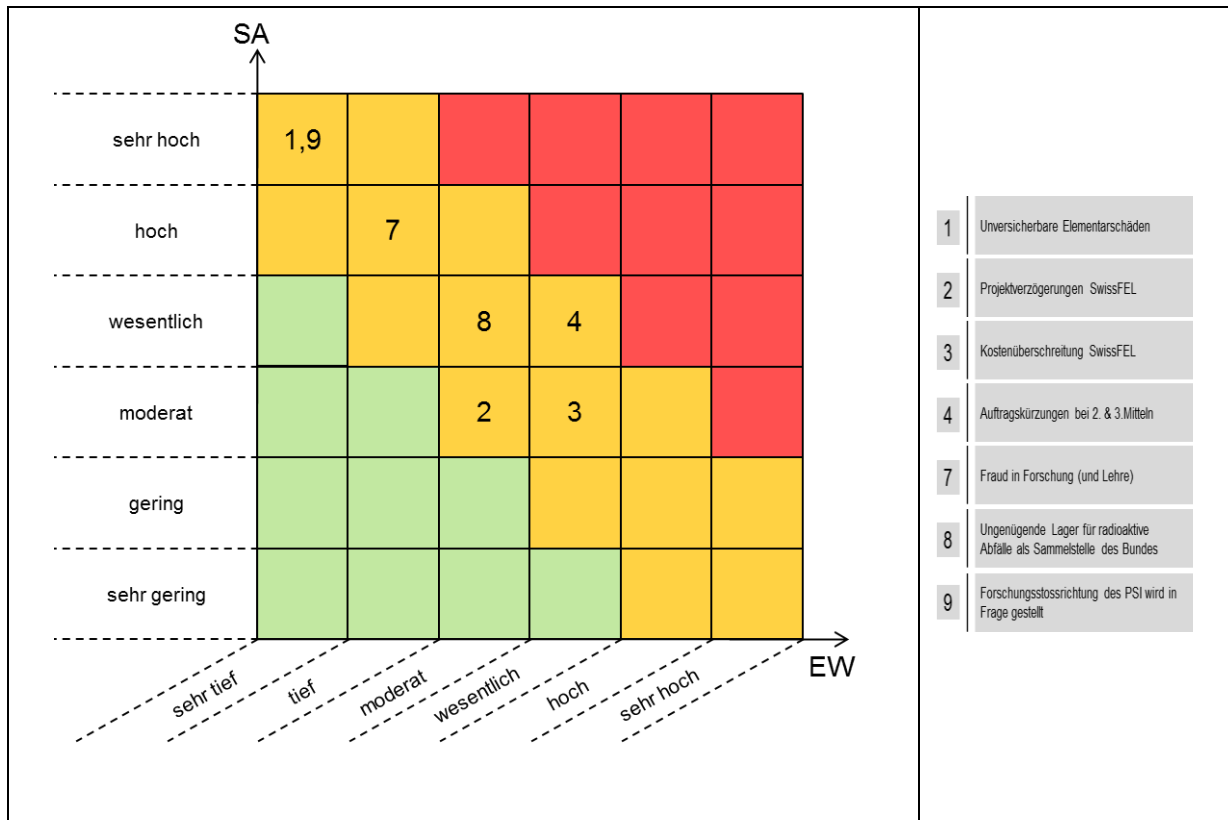 SA
sehr hoch
1,9
hoch
7
wesentlich
8
4
moderat
2
3
gering
sehr gering
EW
sehr tief
tief
moderat
wesentlich
hoch
sehr hoch
1
Unversicherbare Elementarschäden
2
Projektverzögerungen SwissFEL
3
Kostenüberschreitung SwissFEL
4
Auftragskürzungen bei 2. & 3.Mitteln
7
Fraud in Forschung (und Lehre)
8
Ungenügende Lager für radioaktive
Abfälle als Sammelstelle des Bundes
9
Forschungsstossrichtung des PSI wird in
Frage gestellt